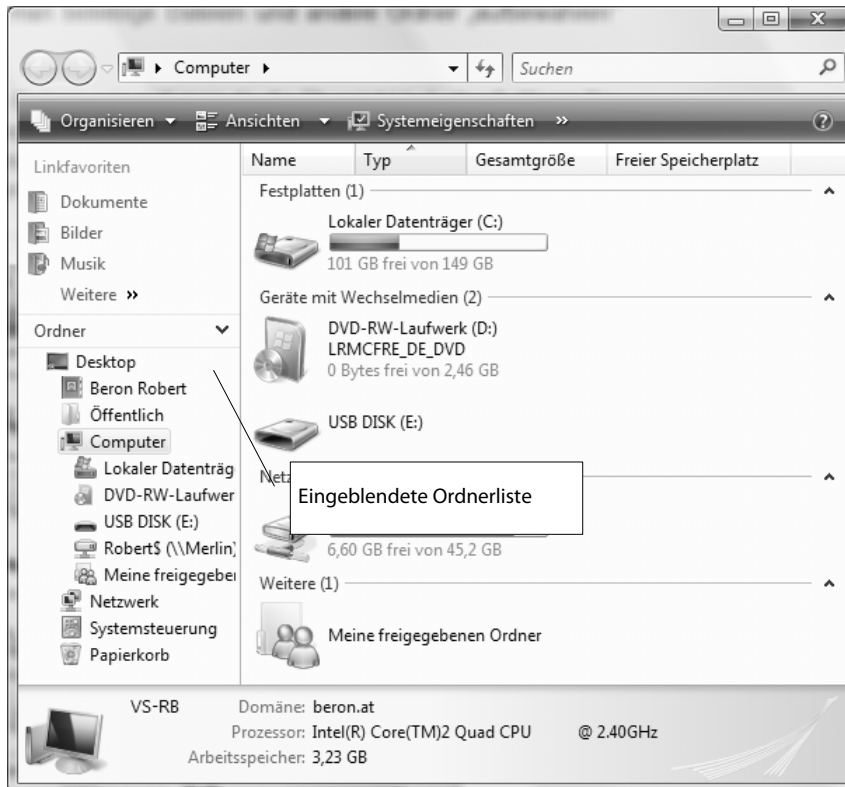 Computer
Suchen
Organisieren Ansichten Systemeigenschaften »
Linkfavoriten
Dokumente
Bilder
Musik
Weitere »
Ordner
Desktop
Beron Robert
Öffentlich
Computer
Lokaler Datenträg
DVD-RW-Laufwer
USB DISK (E:)
Robert$ (\\Merlin)
Meine freigegeben
Netzwerk
Systemsteuerung
Papierkorb
Name Typ Gesamtgröße Freier Speicherplatz
Festplatten (1)
Lokaler Datenträger (C:)
101 GB frei von 149 GB
Geräte mit Wechselmedien (2)
DVD-RW-Laufwerk (D:)
LRMCFRE_DE_DVD
0 Bytes frei von 2,46 GB
USB DISK (E:)
Netz
Eingeblendete Ordnerliste
6,60 GB frei von 45,2 GB
Weitere (1)
Meine freigegebenen Ordner
VS-RB Domäne: beron.at
Prozessor: Intel(R) Core(TM)2 Quad CPU @ 2.40GHz
Arbeitsspeicher: 3,23 GB